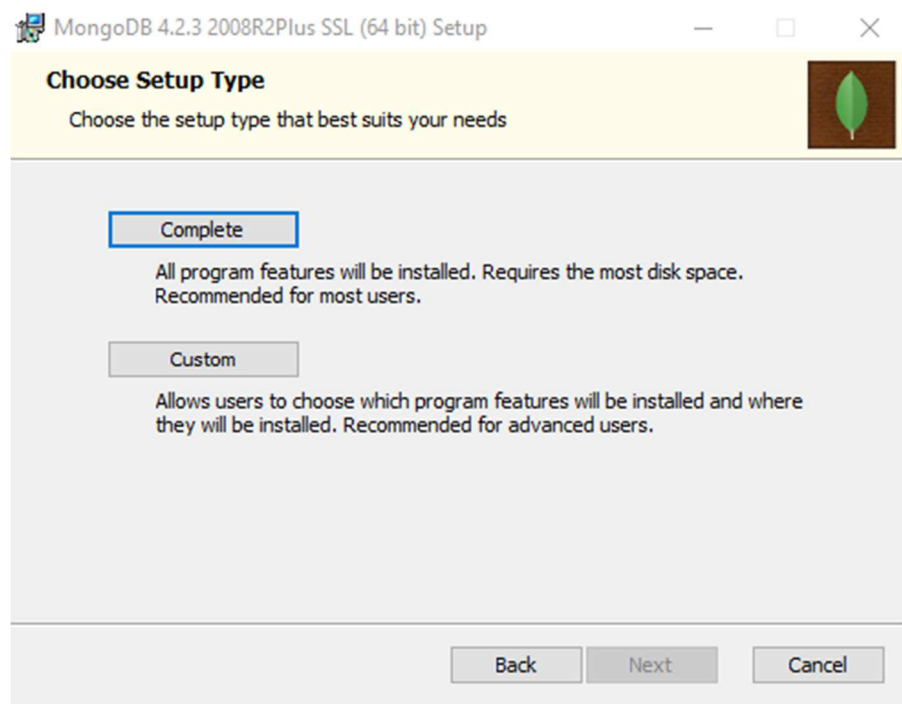 MongoDB 4.2.3 2008R2Plus SSL (64 bit) Setup
Choose Setup Type
Choose the setup type that best suits your needs
Complete
All program features will be installed. Requires the most disk space.
Recommended for most users.
Custom
Allows users to choose which program features will be installed and where
they will be installed. Recommended for advanced users.
Back Next Cancel